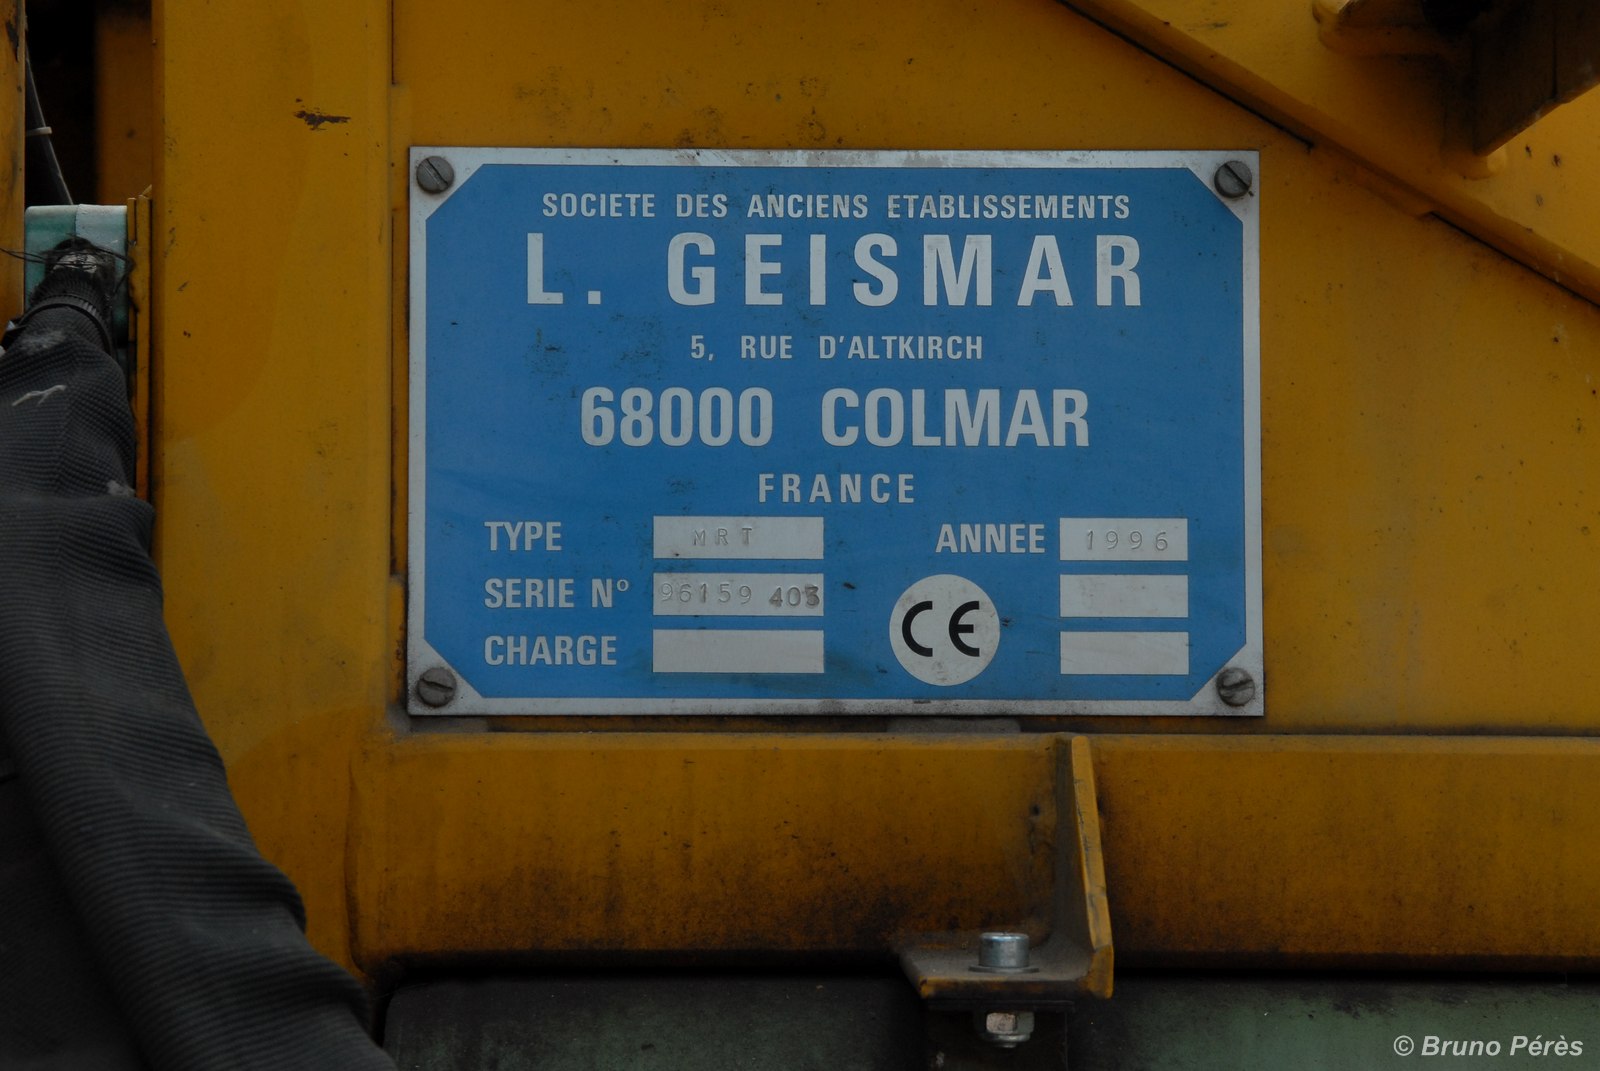 SOCIETE DES ANCIENS ETABLISSEMENTS
L. GEISMAR
5, RUE D'ALTKIRCH
68000 COLMAR
FRANCE
TYPE MRT ANNEE 1996
SERIE Nº 96159 403
CHARGE CE
© Bruno Pérès